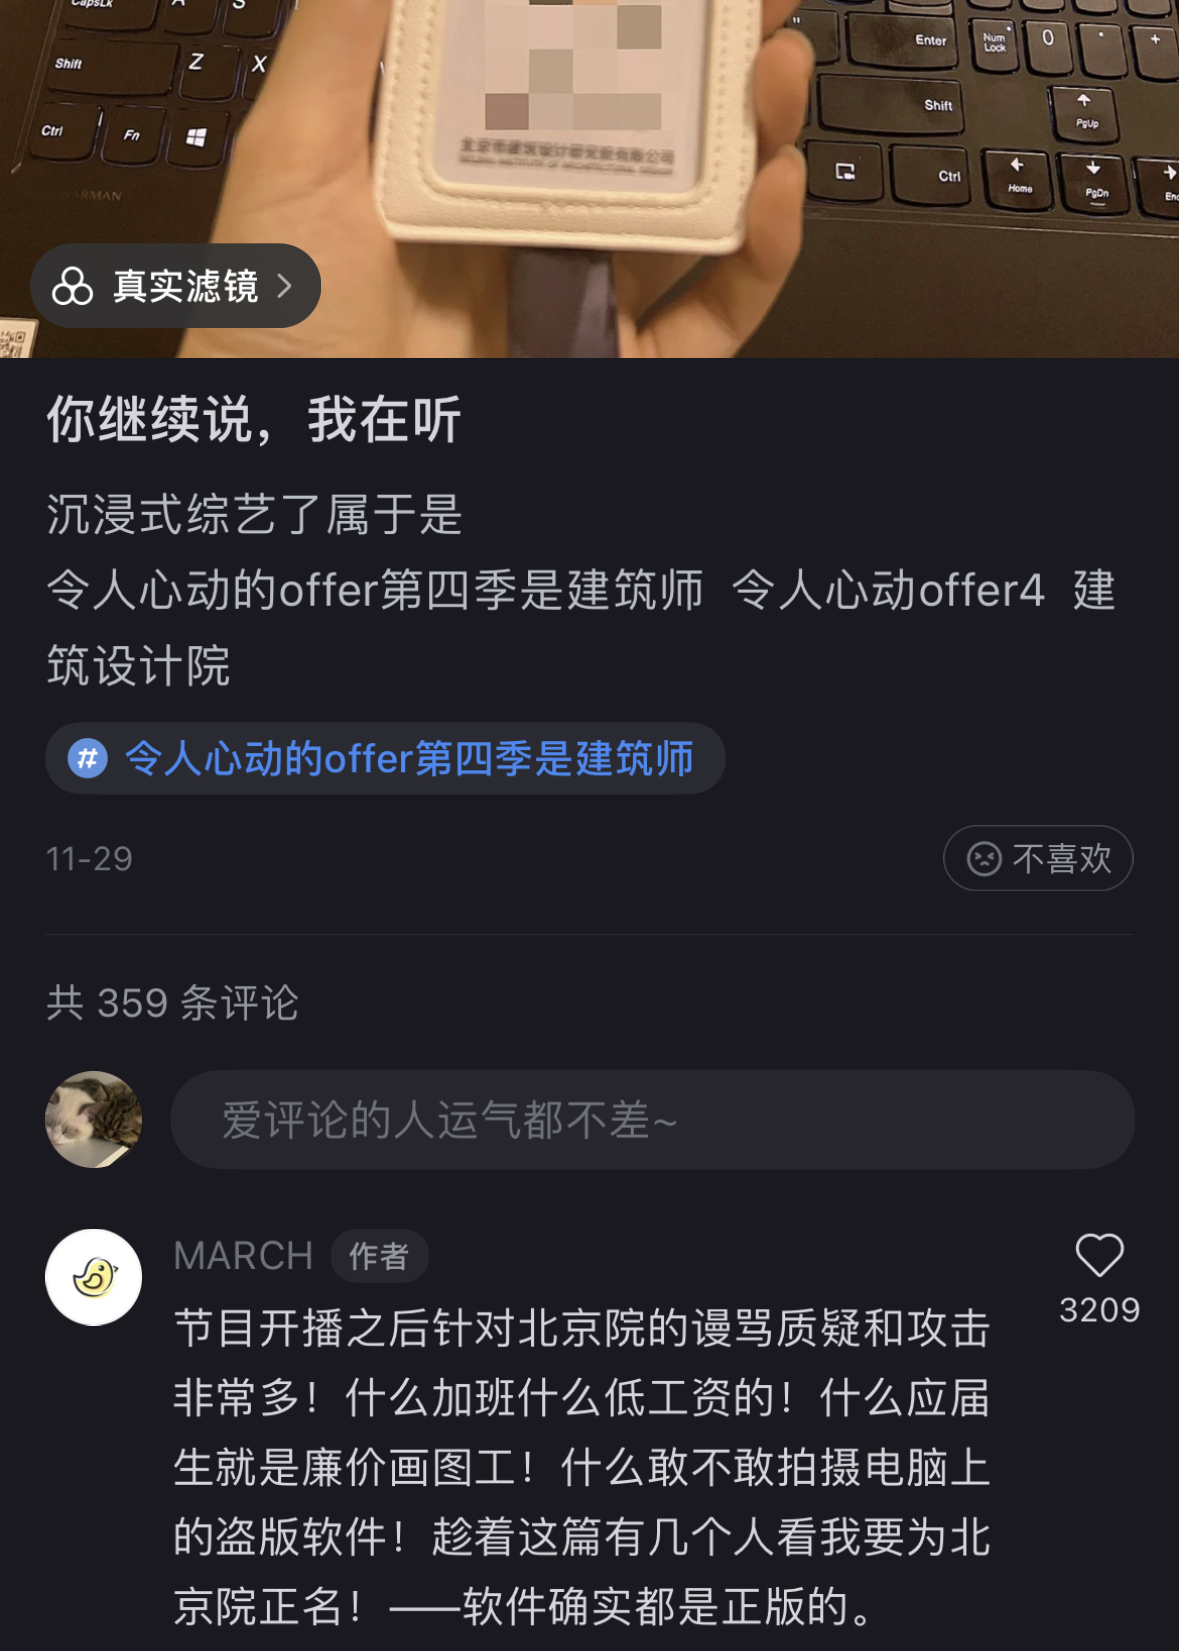 CapsLk A S
Shift Z X
Ctrl Fn
" Enter Num Lock 0 . +
Shift PgUp
Ctrl Home PgDn
北京市建筑设计研究院有限公司
BEIJING INSTITUTE OF ARCHITECTURAL DESIGN
真实滤镜
你继续说，我在听
沉浸式综艺了属于是
令人心动的offer第四季是建筑师 令人心动offer4 建
筑设计院
# 令人心动的offer第四季是建筑师
11-29 不喜欢
共 359 条评论
爱评论的人运气都不差~
MARCH 作者
3209
节目开播之后针对北京院的谩骂质疑和攻击
非常多！什么加班什么低工资的！什么应届
生就是廉价画图工！什么敢不敢拍摄电脑上
的盗版软件！趁着这篇有几个人看我要为北
京院正名！——软件确实都是正版的。